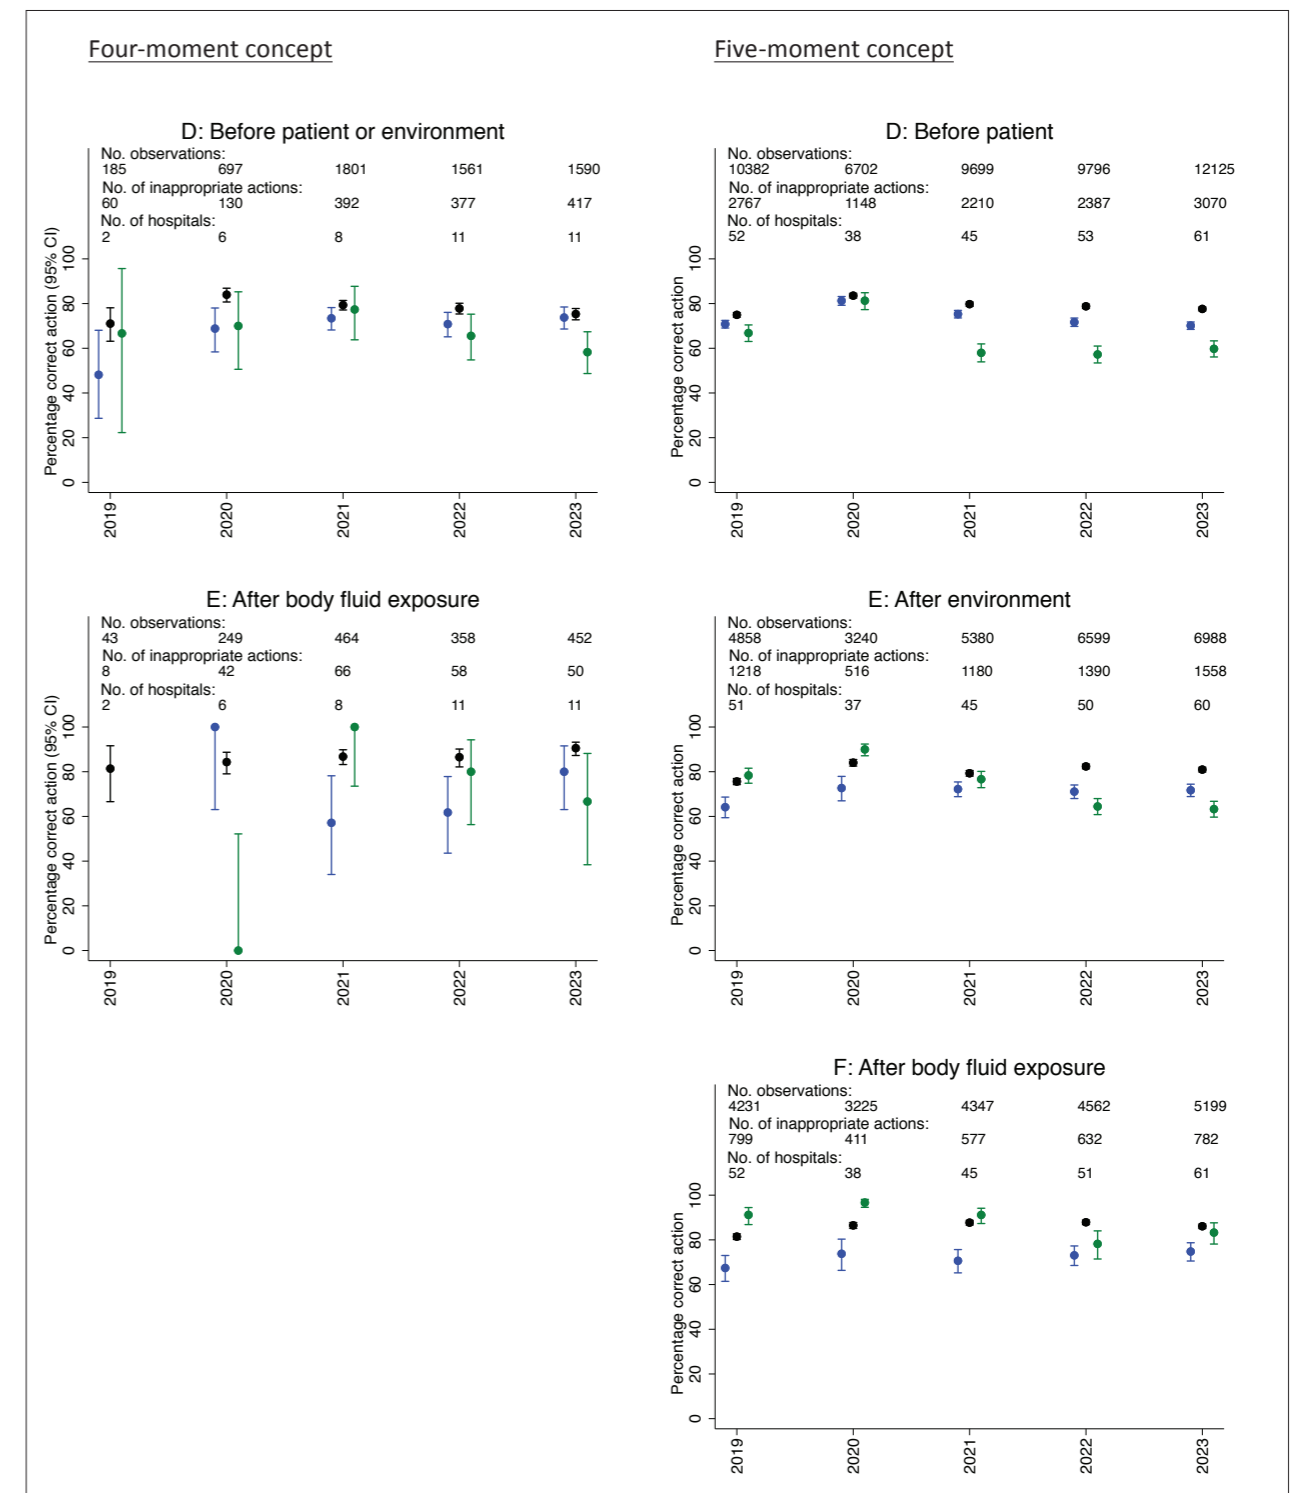 Four-moment concept
D: Before patient or environment
No. observations:
185 697 1801 1561 1590
No. of inappropriate actions:
60 130 392 377 417
No. of hospitals:
2 6 8 11 11
Percentage correct action (95% CI)
100
80
60
40
20
0
2019 2020 2021 2022 2023
E: After body fluid exposure
No. observations:
43 249 464 358 452
No. of inappropriate actions:
8 42 66 58 50
No. of hospitals:
2 6 8 11 11
Percentage correct action (95% CI)
100
80
60
40
20
0
2019 2020 2021 2022 2023
Five-moment concept
D: Before patient
No. observations:
10382 6702 9699 9796 12125
No. of inappropriate actions:
2767 1148 2210 2387 3070
No. of hospitals:
52 38 45 53 61
Percentage correct action
100
80
60
40
20
0
2019 2020 2021 2022 2023
E: After environment
No. observations:
4858 3240 5380 6599 6988
No. of inappropriate actions:
1218 516 1180 1390 1558
No. of hospitals:
51 37 45 50 60
Percentage correct action
100
80
60
40
20
0
2019 2020 2021 2022 2023
F: After body fluid exposure
No. observations:
4231 3225 4347 4562 5199
No. of inappropriate actions:
799 411 577 632 782
No. of hospitals:
52 38 45 51 61
Percentage correct action
100
80
60
40
20
0
2019 2020 2021 2022 2023